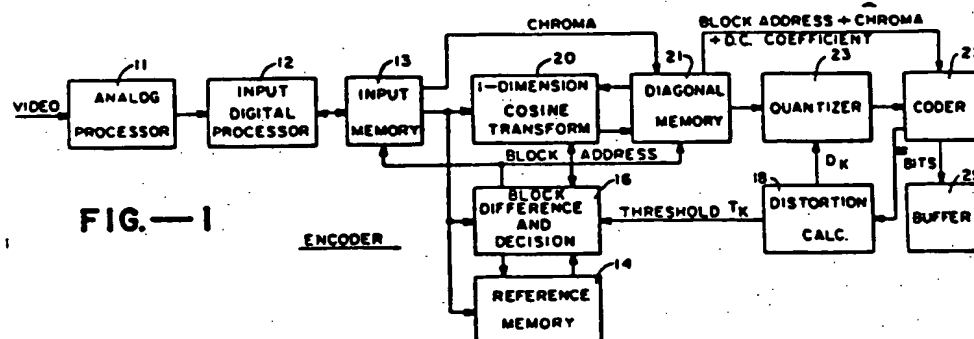 CHROMA
BLOCK ADDRESS + CHROMA
+ D.C. COEFFICIENT
11
12
13
20
21
23
VIDEO
ANALOG
PROCESSOR
INPUT
DIGITAL
PROCESSOR
INPUT
MEMORY
1-DIMENSION
COSINE
TRANSFORM
DIAGONAL
MEMORY
QUANTIZER
CODER
BLOCK ADDRESS
16
BLOCK
DIFFERENCE
AND
DECISION
THRESHOLD TK
18
DK
DISTORTION
CALC.
BITS
BUFFER
FIG.—1
ENCODER
14
REFERENCE
MEMORY